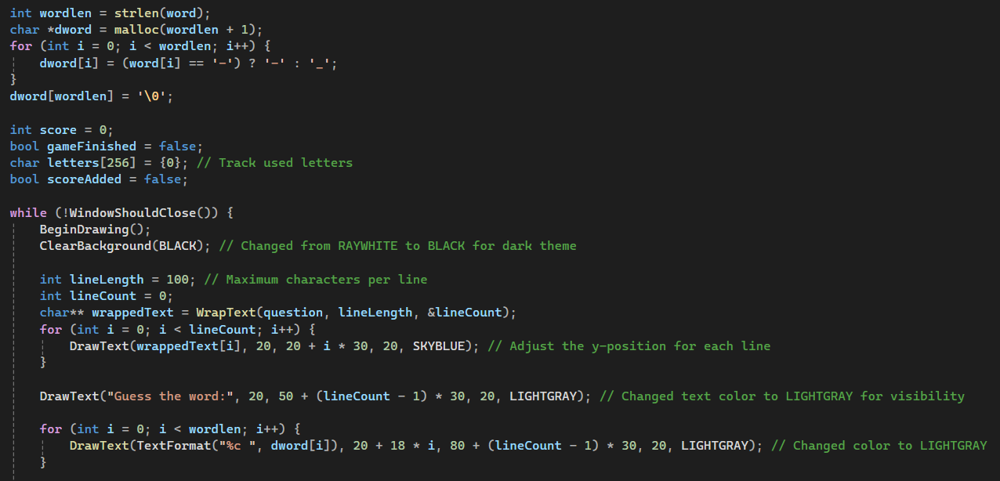 int wordlen = strlen(word);
char *dword = malloc(wordlen + 1);
for (int i = 0; i < wordlen; i++) {
    dword[i] = (word[i] == '-') ? '-' : '_';
}
dword[wordlen] = '\0';

int score = 0;
bool gameFinished = false;
char letters[256] = {0}; // Track used letters
bool scoreAdded = false;

while (!WindowShouldClose()) {
    BeginDrawing();
    ClearBackground(BLACK); // Changed from RAYWHITE to BLACK for dark theme

    int lineLength = 100; // Maximum characters per line
    int lineCount = 0;
    char** wrappedText = WrapText(question, lineLength, &lineCount);
    for (int i = 0; i < lineCount; i++) {
        DrawText(wrappedText[i], 20, 20 + i * 30, 20, SKYBLUE); // Adjust the y-position for each line
    }

    DrawText("Guess the word:", 20, 50 + (lineCount - 1) * 30, 20, LIGHTGRAY); // Changed text color to LIGHTGRAY for visibility

    for (int i = 0; i < wordlen; i++) {
        DrawText(TextFormat("%c ", dword[i]), 20 + 18 * i, 80 + (lineCount - 1) * 30, 20, LIGHTGRAY); // Changed color to LIGHTGRAY
    }